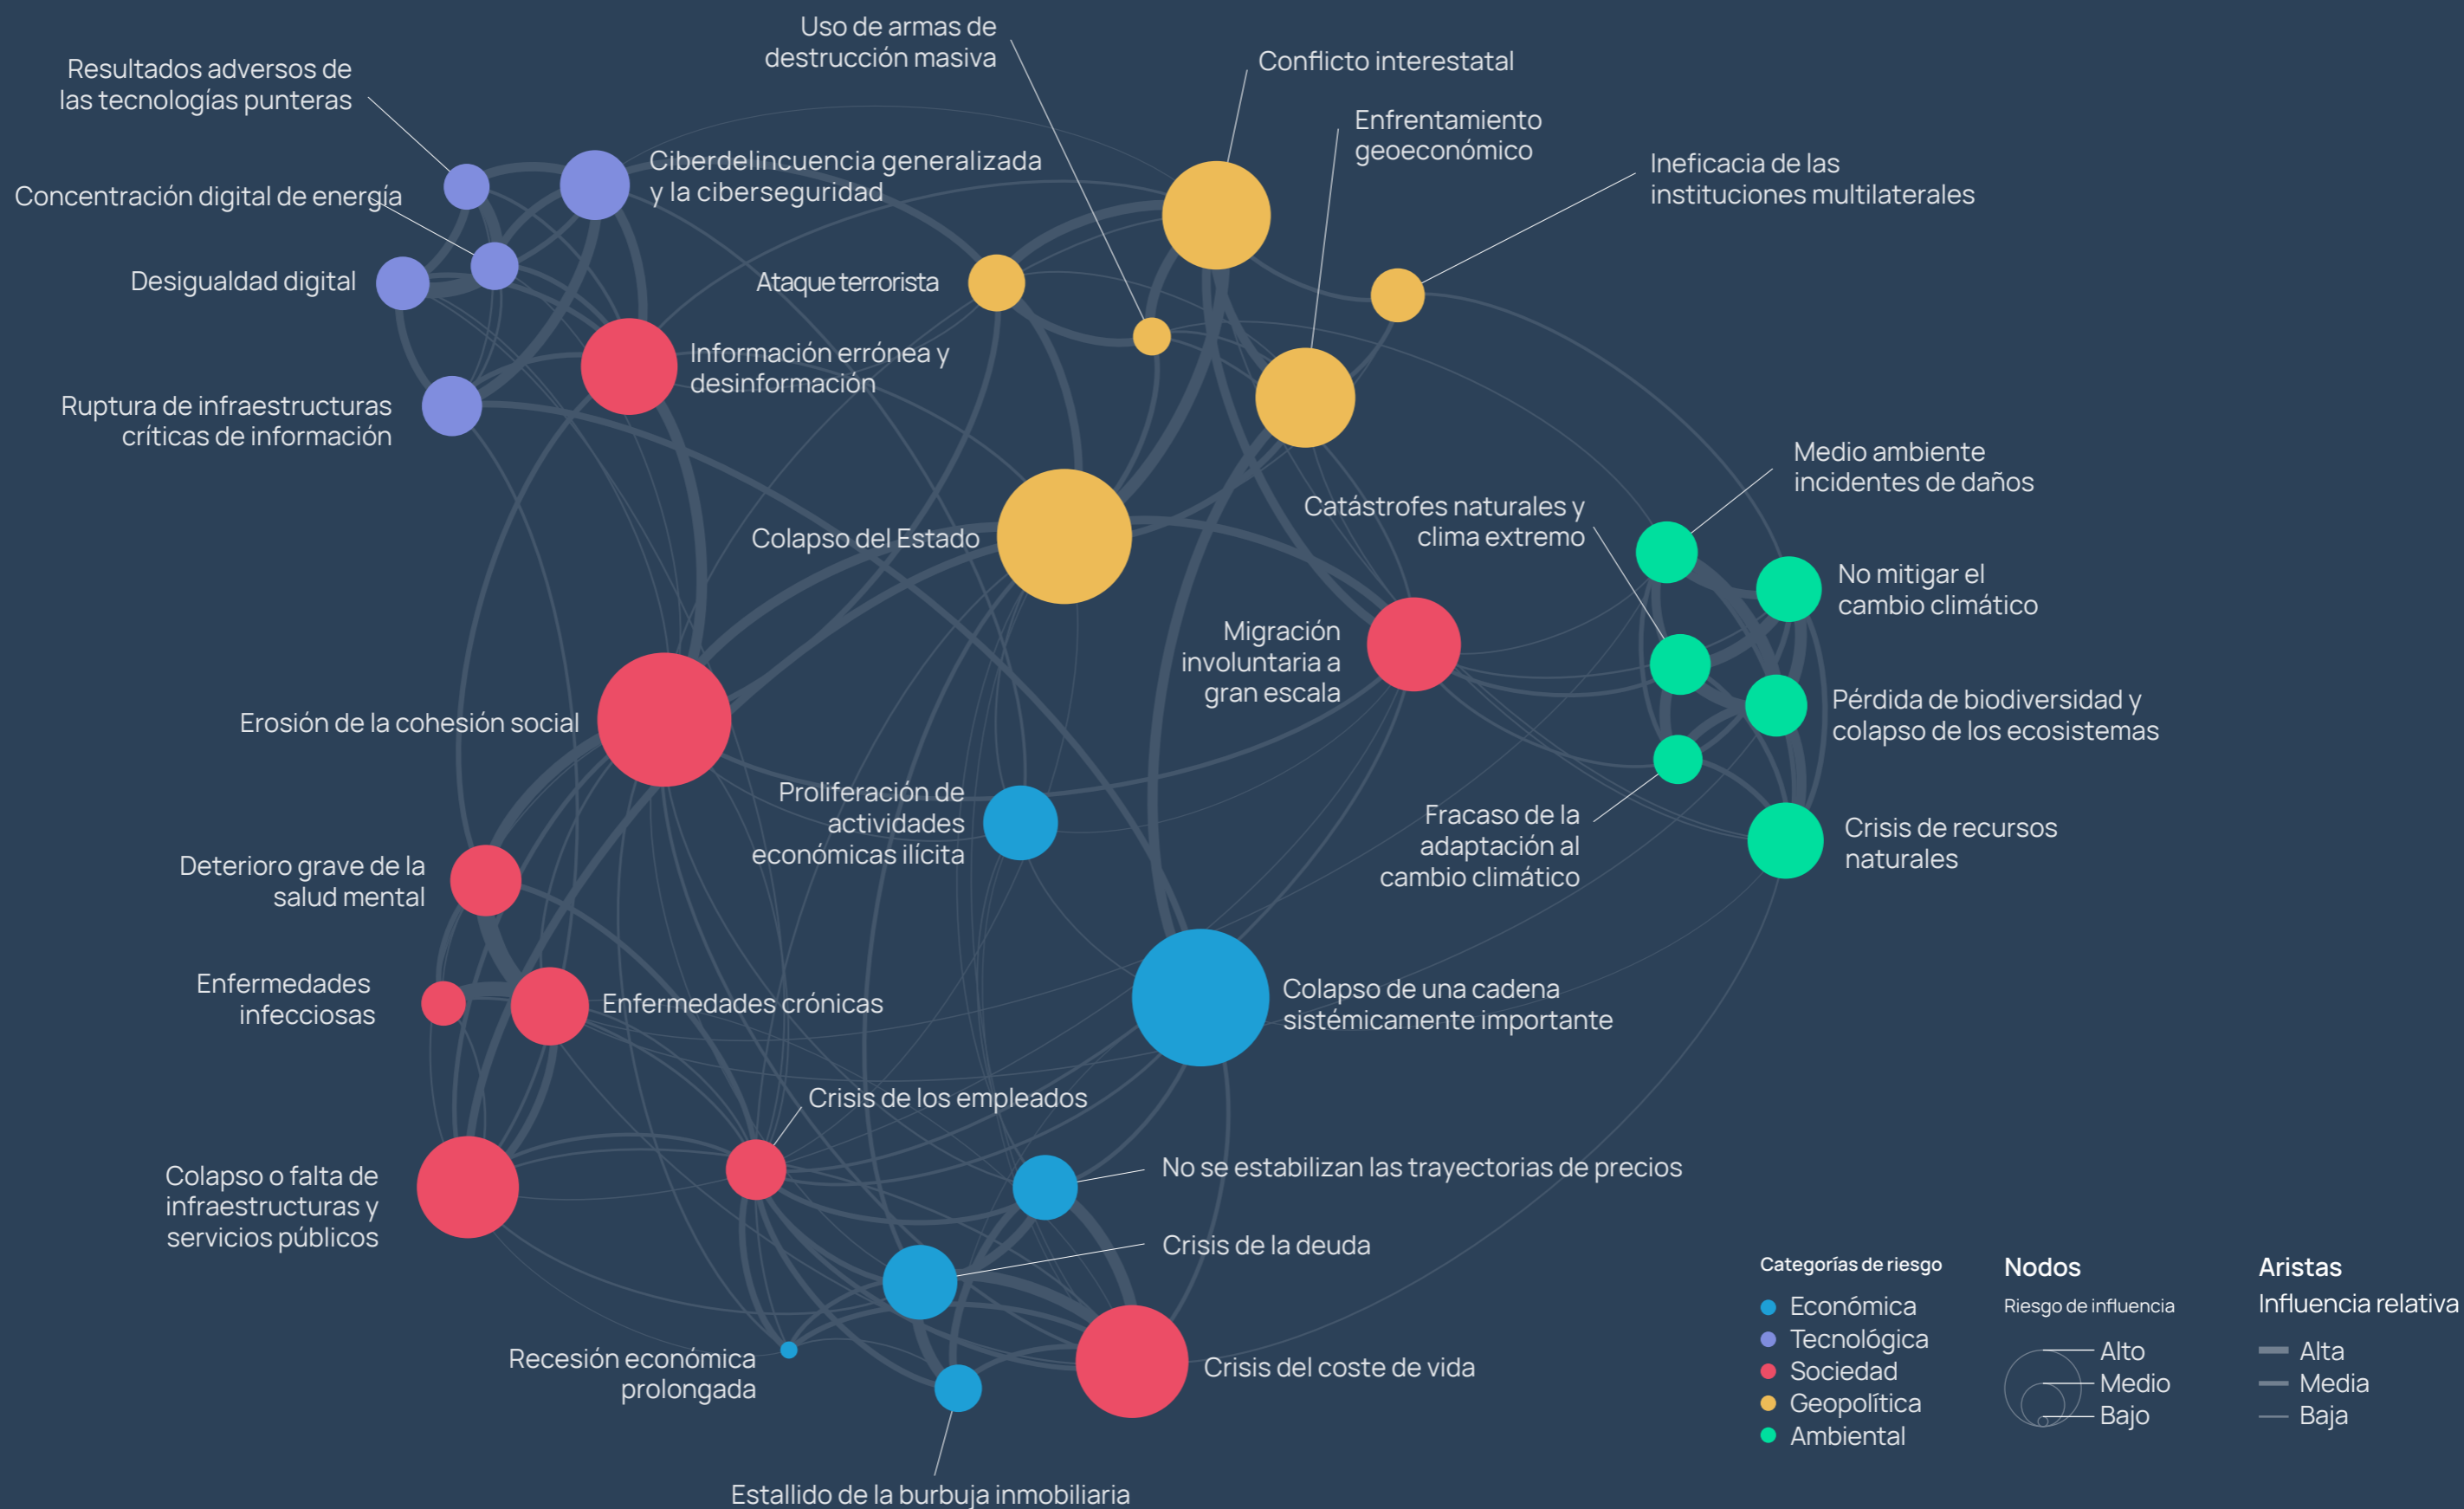 Uso de armas de
destrucción masiva
Conflicto interestatal
Resultados adversos de
las tecnologías punteras
Enfrentamiento
geoeconómico
Ciberdelincuencia generalizada
y la ciberseguridad
Ineficacia de las
instituciones multilaterales
Concentración digital de energía
Desigualdad digital
Ataque terrorista
Información errónea y
desinformación
Ruptura de infraestructuras
críticas de información
Medio ambiente
incidentes de daños
Catástrofes naturales y
clima extremo
Colapso del Estado
No mitigar el
cambio climático
Migración
involuntaria a
gran escala
Pérdida de biodiversidad y
colapso de los ecosistemas
Erosión de la cohesión social
Proliferación de
actividades
económicas ilícita
Fracaso de la
adaptación al
cambio climático
Crisis de recursos
naturales
Deterioro grave de la
salud mental
Enfermedades
infecciosas
Enfermedades crónicas
Colapso de una cadena
sistémicamente importante
Crisis de los empleados
Colapso o falta de
infraestructuras y
servicios públicos
No se estabilizan las trayectorias de precios
Crisis de la deuda
Recesión económica
prolongada
Crisis del coste de vida
Estallido de la burbuja inmobiliaria
Categorías de riesgo
Económica
Tecnológica
Sociedad
Geopolítica
Ambiental
Nodos
Riesgo de influencia
Alto
Medio
Bajo
Aristas
Influencia relativa
Alta
Media
Baja